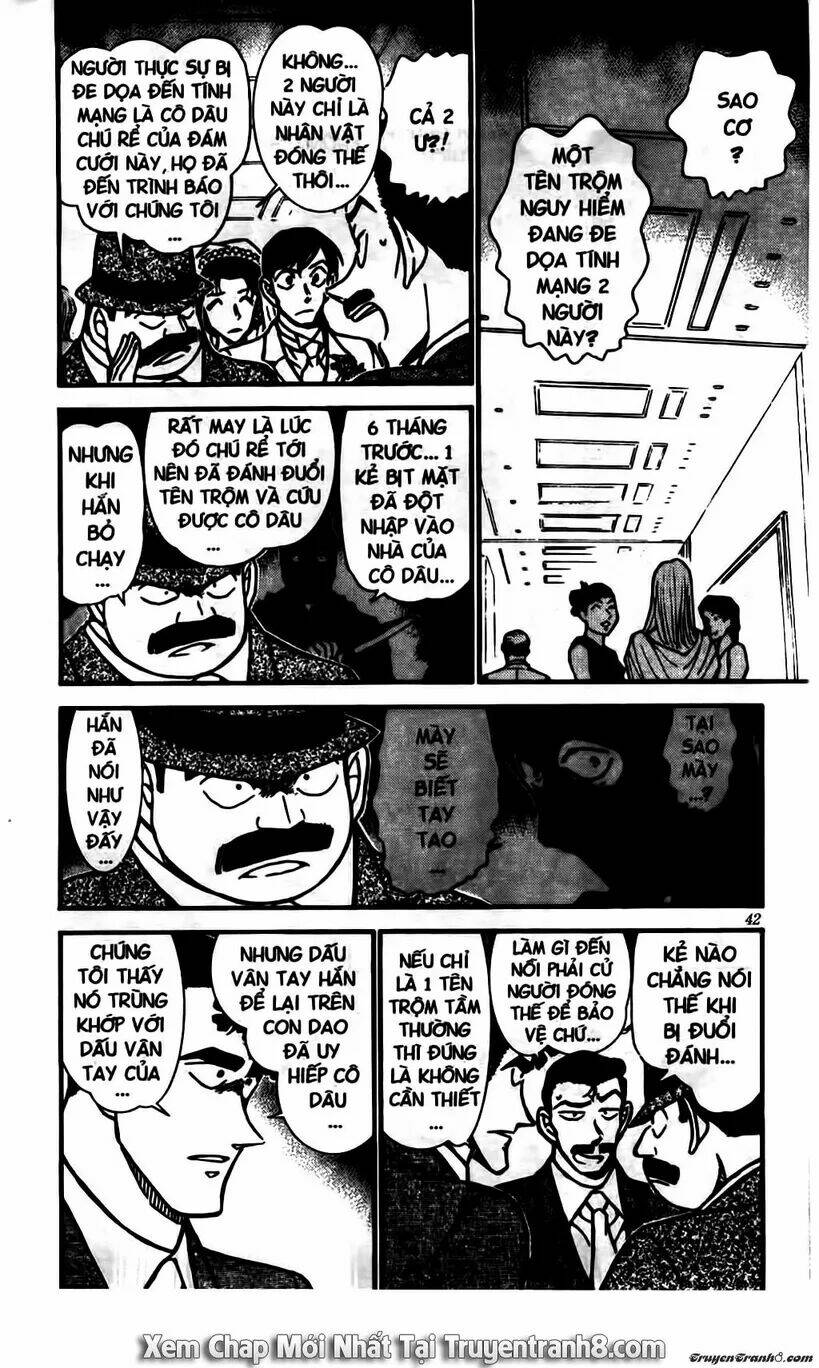 SAO
CƠ
?
MỘT
TÊN TRỘM
NGUY HIỂM
ĐANG ĐE
DỌA TÍNH
MẠNG 2
NGƯỜI
NÀY?
CẢ 2
Ư?!
KHÔNG...
2 NGƯỜI
NÀY CHỈ LÀ
NHÂN VẬT
ĐÓNG THẾ
THÔI...
NGƯỜI THỰC SỰ BỊ
ĐE DỌA ĐẾN TÍNH
MẠNG LÀ CÔ DÂU
CHÚ RỂ CỦA ĐÁM
CƯỚI NÀY, HỌ ĐÃ
ĐẾN TRÌNH BÁO
VỚI CHÚNG TÔI
...
6 THÁNG
TRƯỚC... 1
KẺ BỊT MẶT
ĐÃ ĐỘT
NHẬP VÀO
NHÀ CỦA
CÔ DÂU...
RẤT MAY LÀ LÚC
ĐÓ CHÚ RỂ TỚI
NÊN ĐÃ ĐÁNH ĐUỔI
TÊN TRỘM VÀ CỨU
ĐƯỢC CÔ DÂU
...
NHƯNG
KHI
HẮN
BỎ
CHẠY
...
TẠI
SAO
MÀY
...?
MÀY
SẼ
BIẾT
TAY
TAO
...
HẮN
ĐÃ
NÓI
NHƯ
VẬY
ĐẤY
...
42
KẺ NÀO
CHẲNG NÓI
THẾ KHI
BỊ ĐUỔI
ĐÁNH...
LÀM GÌ ĐẾN
NỖI PHẢI CỬ
NGƯỜI ĐÓNG
THẾ ĐỂ BẢO
VỆ CHỨ...
NẾU CHỈ
LÀ 1 TÊN
TRỘM TẦM
THƯỜNG
THÌ ĐÚNG
LÀ KHÔNG
CẦN THIẾT
...
NHƯNG DẤU
VÂN TAY HẮN
ĐỂ LẠI TRÊN
CON DAO
ĐÃ UY
HIẾP CÔ
DÂU
...
CHÚNG
TÔI THẤY
NÓ TRÙNG
KHỚP VỚI
DẤU VÂN
TAY CỦA
...
Xem Chap Mới Nhất Tại Truyentranh8.com
TruyenTranh8.com